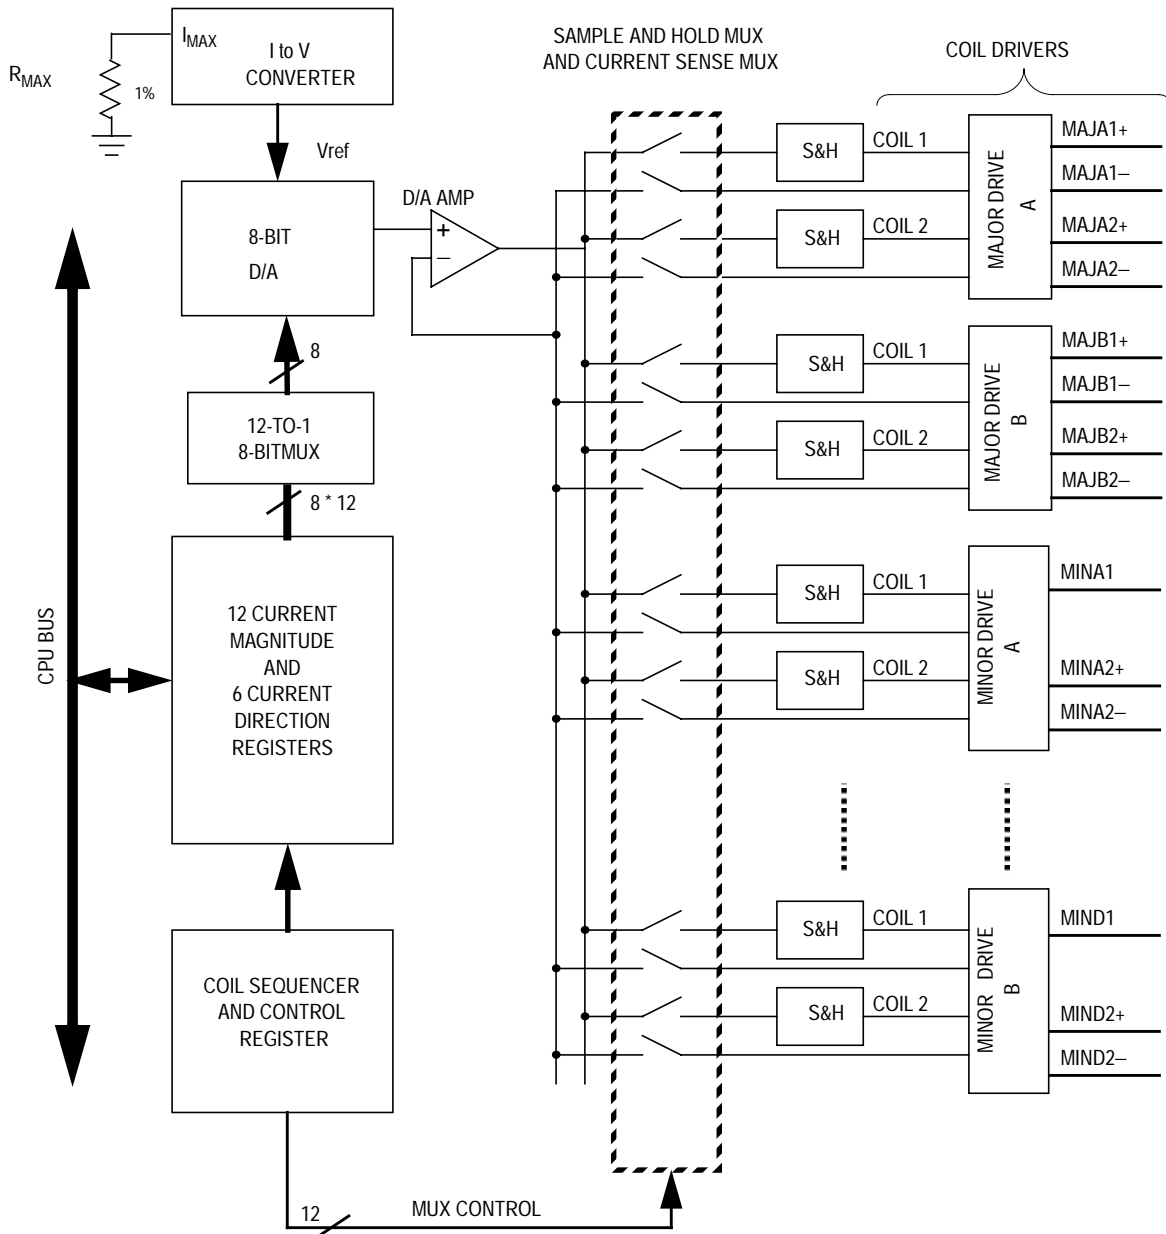 R_MAX
1%
I_MAX
I to V
CONVERTER
Vref
8-BIT
D/A
D/A AMP
+
–
8
12-TO-1
8-BITMUX
8 * 12
12 CURRENT
MAGNITUDE
AND
6 CURRENT
DIRECTION
REGISTERS
CPU BUS
COIL SEQUENCER
AND CONTROL
REGISTER
12
MUX CONTROL
SAMPLE AND HOLD MUX
AND CURRENT SENSE MUX
COIL DRIVERS
S&H
COIL 1
S&H
COIL 2
MAJOR DRIVE
A
MAJA1+
MAJA1–
MAJA2+
MAJA2–
S&H
COIL 1
S&H
COIL 2
MAJOR DRIVE
B
MAJB1+
MAJB1–
MAJB2+
MAJB2–
S&H
COIL 1
S&H
COIL 2
MINOR DRIVE
A
MINA1
MINA2+
MINA2–
S&H
COIL 1
S&H
COIL 2
MINOR DRIVE
B
MIND1
MIND2+
MIND2–